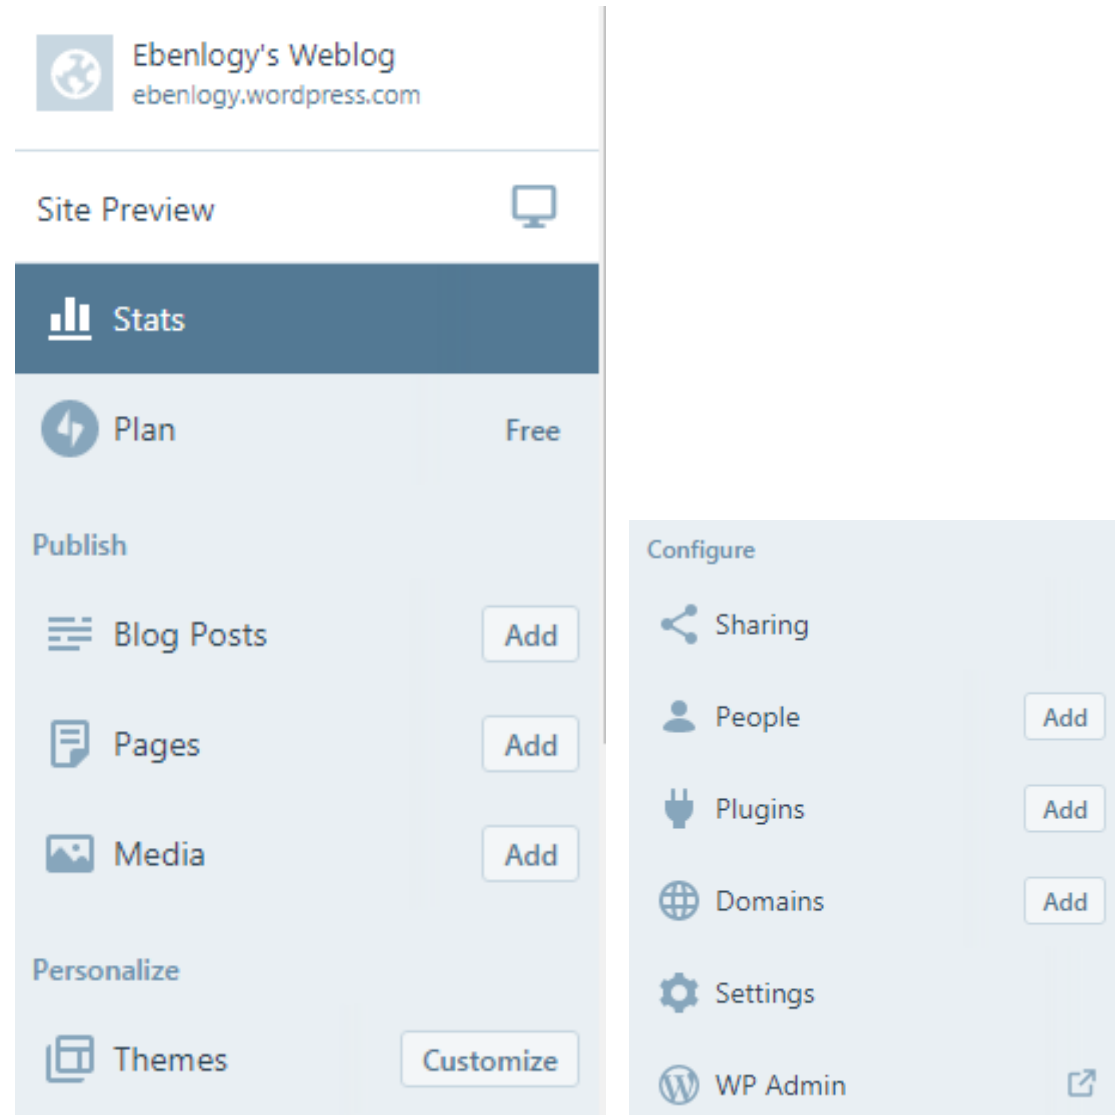 Ebenlogy's Weblog
ebenlogy.wordpress.com
Site Preview
Stats
Plan Free
Publish
Blog Posts Add
Pages Add
Media Add
Personalize
Themes Customize
Configure
Sharing
People Add
Plugins Add
Domains Add
Settings
WP Admin